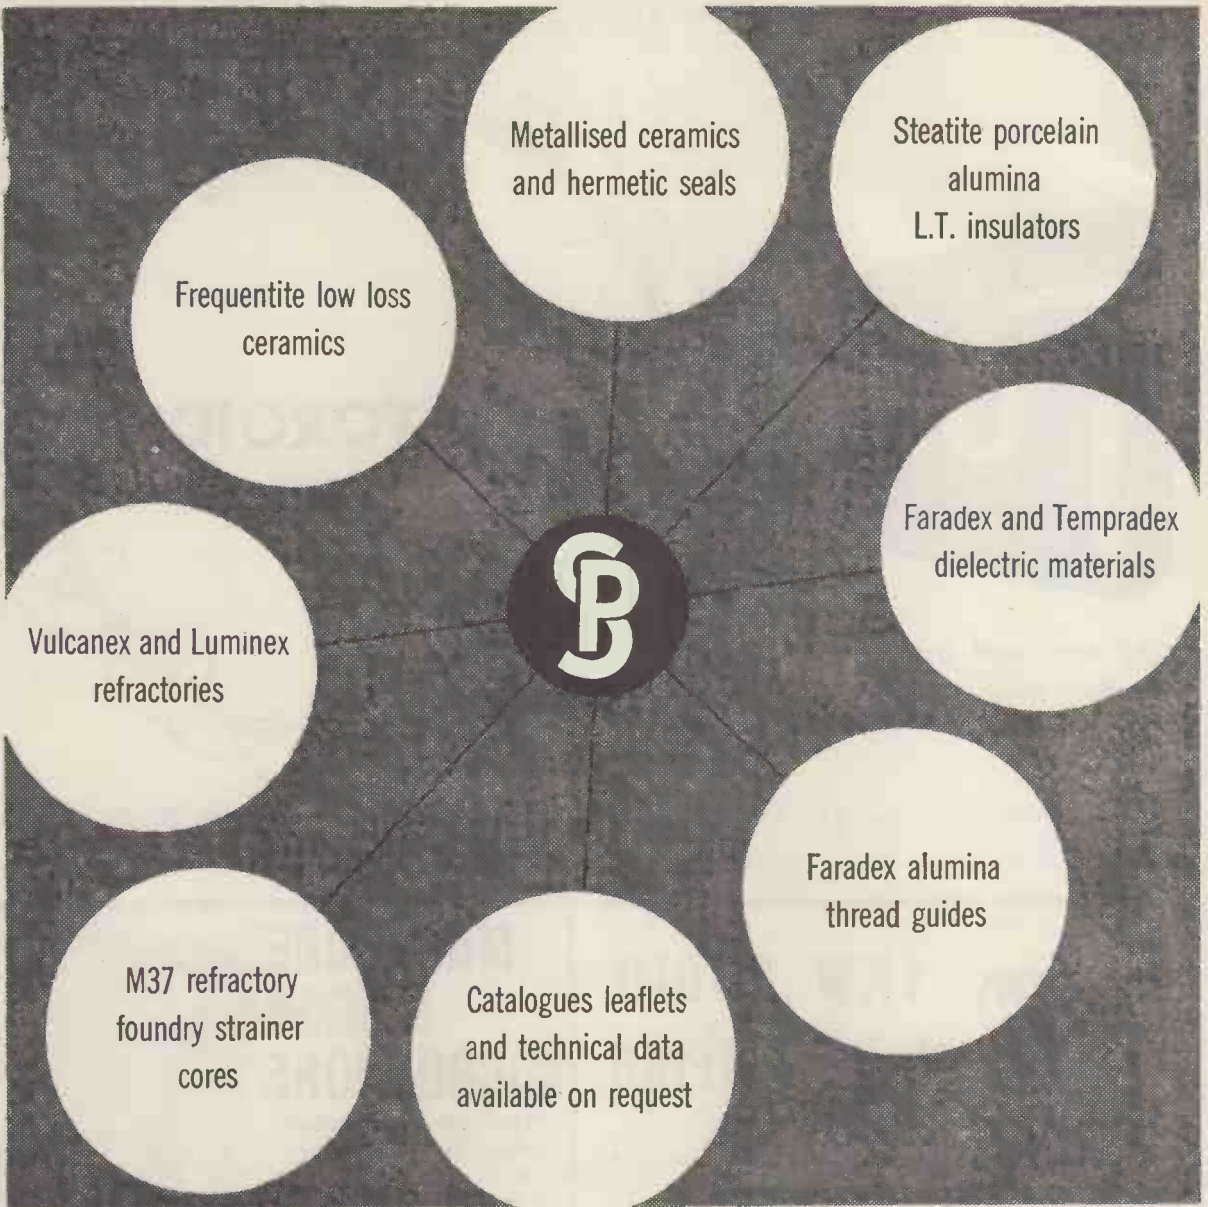 Metallised ceramics
and hermetic seals
Steatite porcelain
alumina
L.T. insulators
Frequentite low loss
ceramics
Faradex and Tempradex
dielectric materials
SP
Vulcanex and Luminex
refractories
Faradex alumina
thread guides
M37 refractory
foundry strainer
cores
Catalogues leaflets
and technical data
available on request